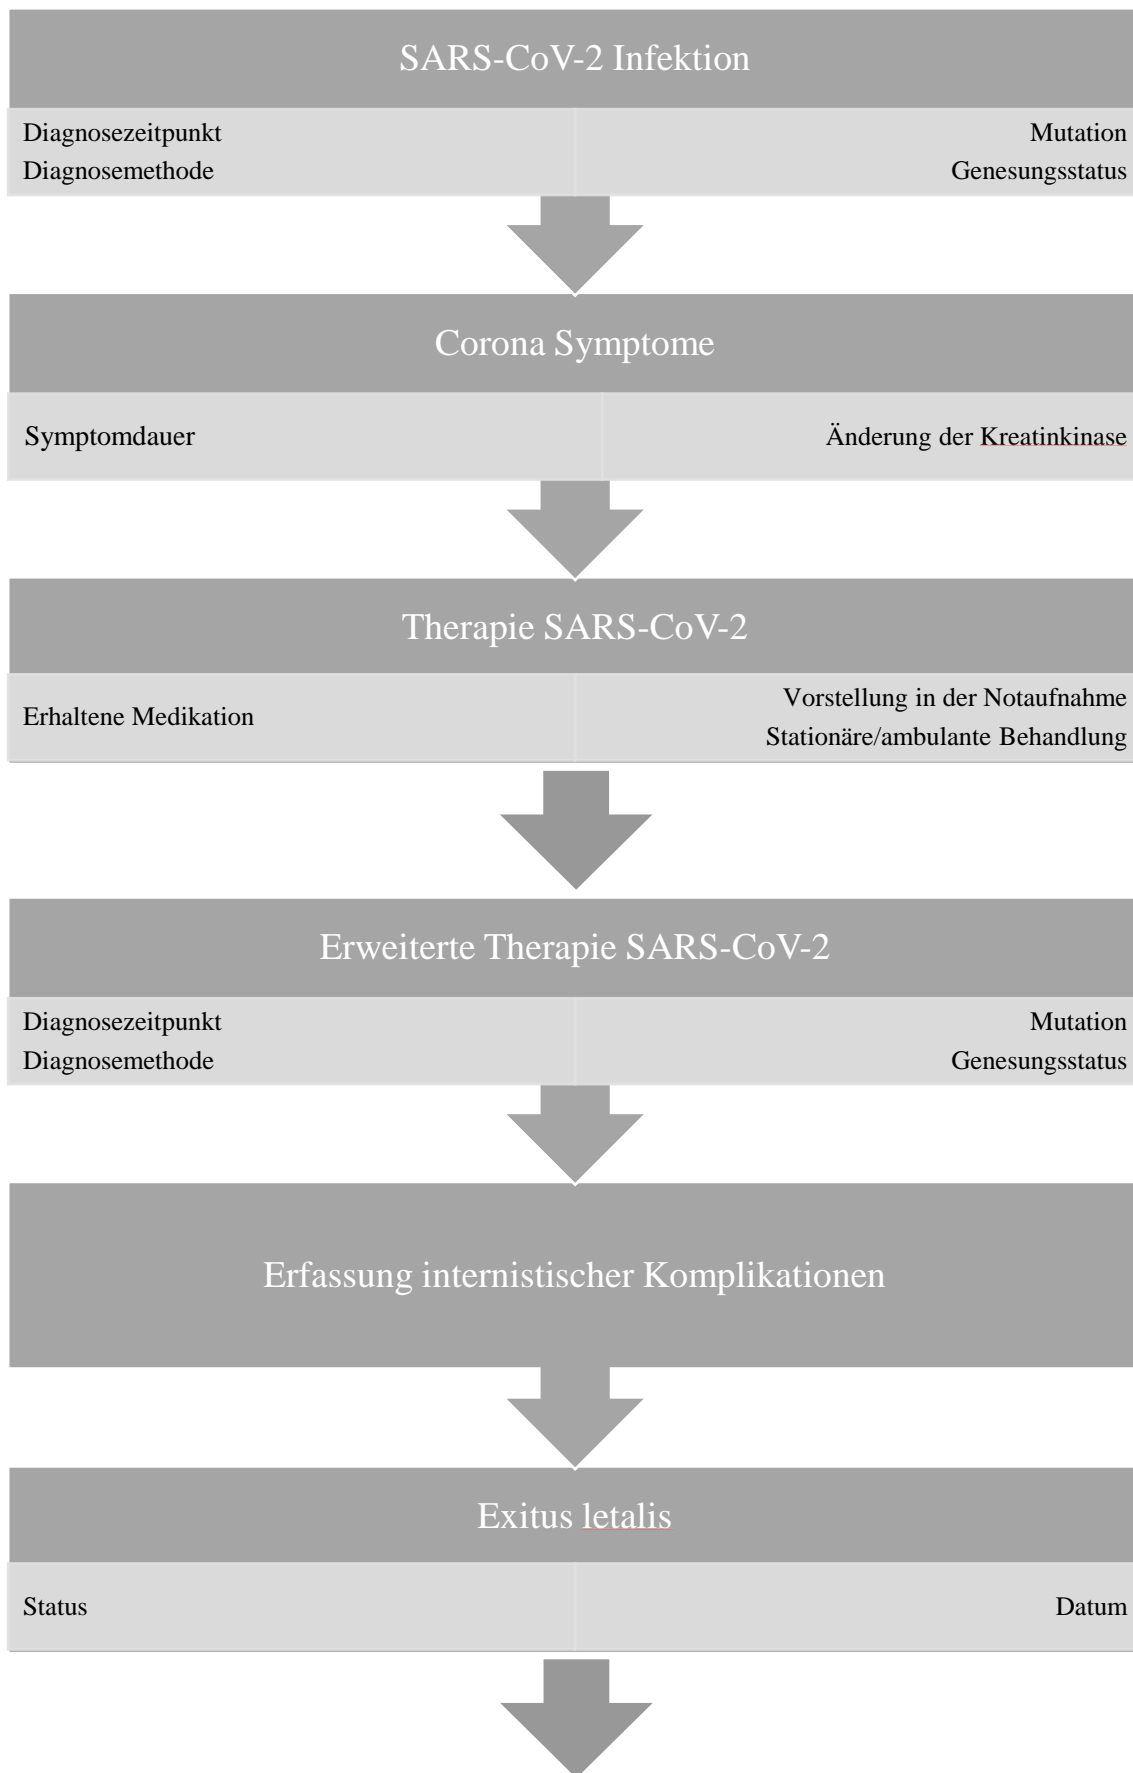 SARS-CoV-2 Infektion
Diagnosezeitpunkt
Diagnosemethode
Mutation
Genesungsstatus
Corona Symptome
Symptomdauer
Änderung der Kreatinkinase
Therapie SARS-CoV-2
Erhaltene Medikation
Vorstellung in der Notaufnahme
Stationäre/ambulante Behandlung
Erweiterte Therapie SARS-CoV-2
Diagnosezeitpunkt
Diagnosemethode
Mutation
Genesungsstatus
Erfassung internistischer Komplikationen
Exitus letalis
Status
Datum